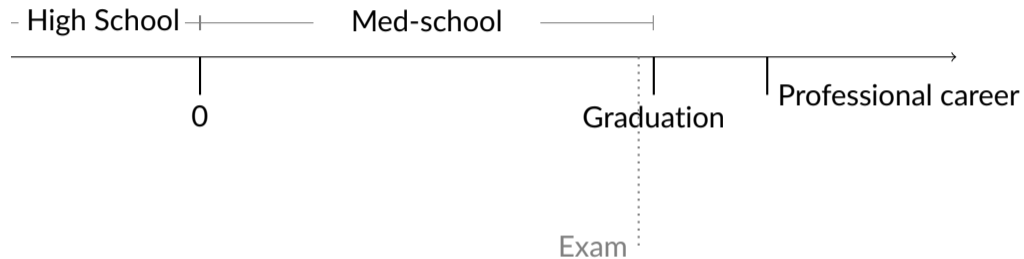 High School
Med-school
0
Graduation
Professional career
Exam